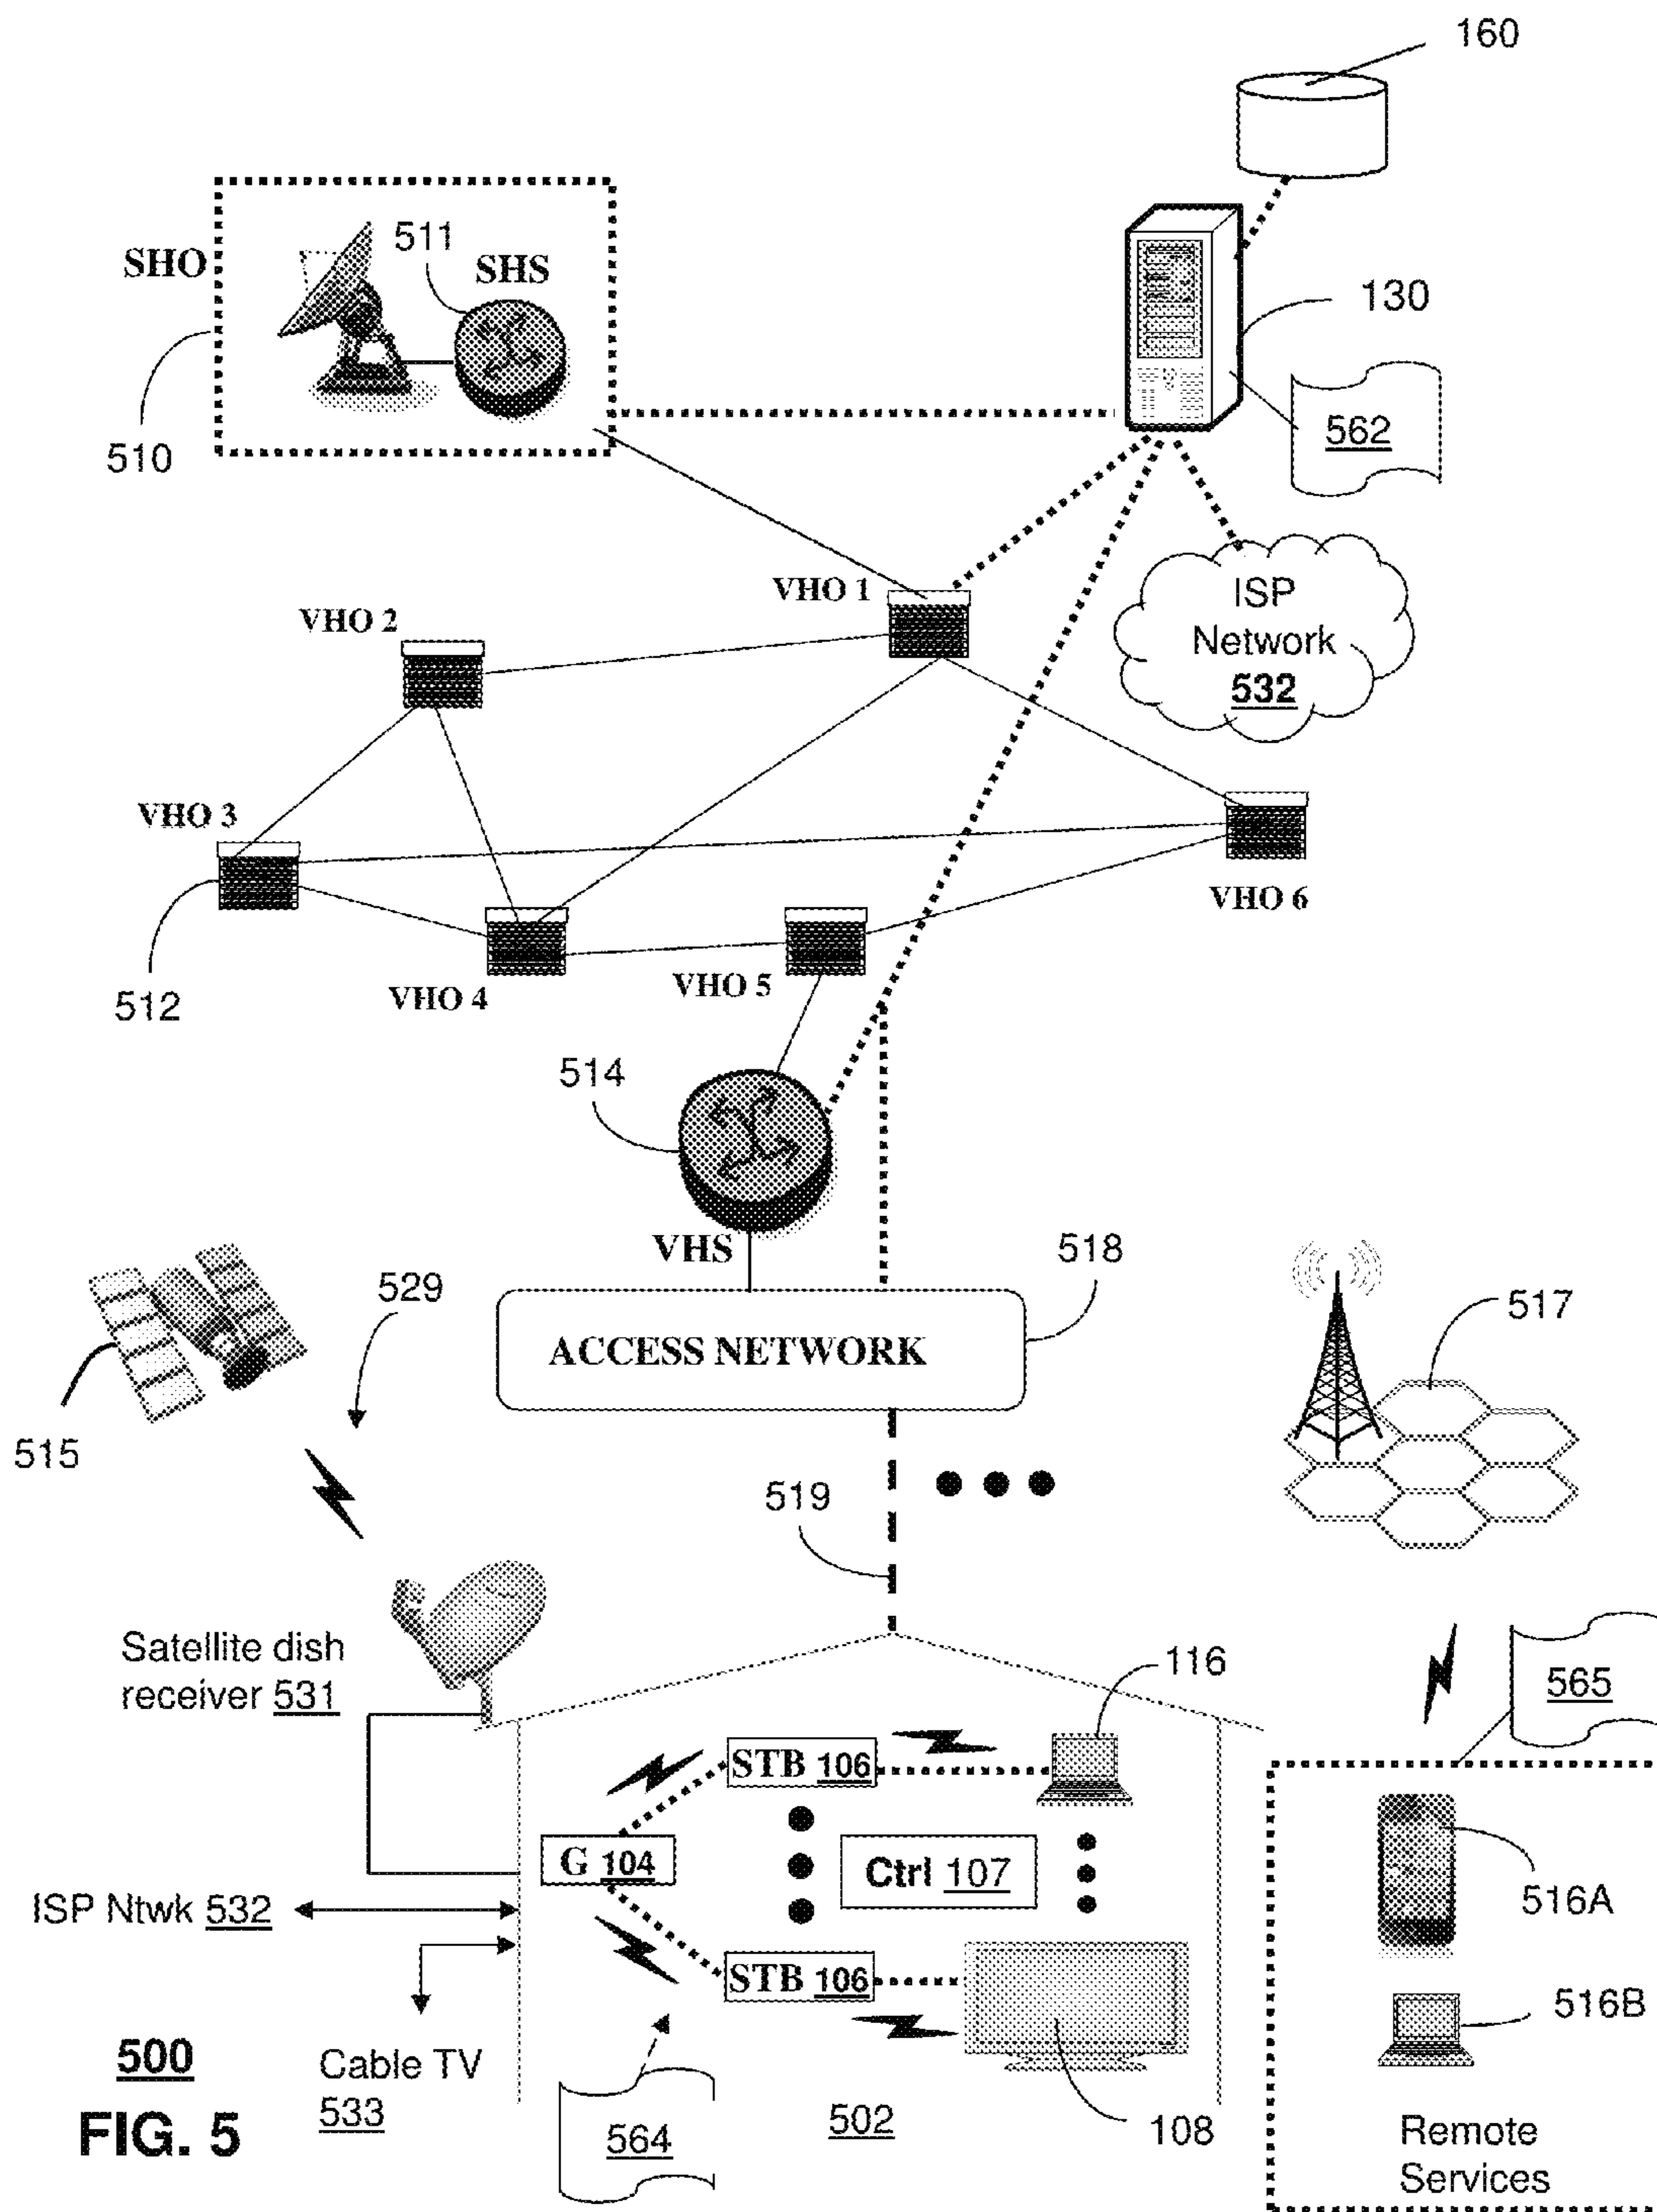 160
SHO
511
SHS
130
562
510
ISP
Network
532
VHO 1
VHO 2
VHO 3
VHO 6
VHO 4
VHO 5
512
514
VHS
518
529
517
ACCESS NETWORK
515
519
Satellite dish
receiver 531
116
565
STB 106
G 104
Ctrl 107
516A
ISP Ntwk 532
STB 106
516B
500
Cable TV
533
FIG. 5
564
502
108
Remote
Services